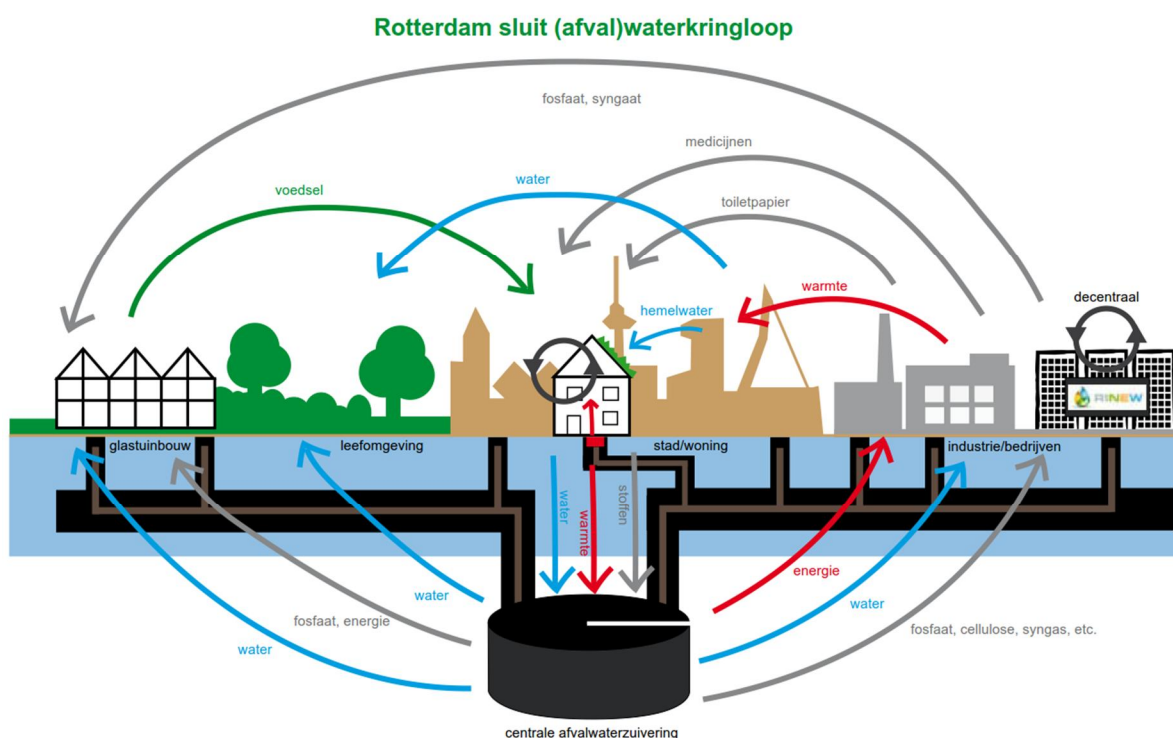 Rotterdam sluit (afval)waterkringloop
fosfaat, syngaat
medicijnen
voedsel
water
toiletpapier
warmte
decentraal
hemelwater
RINEW
glastuinbouw
leefomgeving
stad/woning
industrie/bedrijven
water
warmte
stoffen
energie
water
water
fosfaat, energie
fosfaat, cellulose, syngas, etc.
water
centrale afvalwaterzuivering